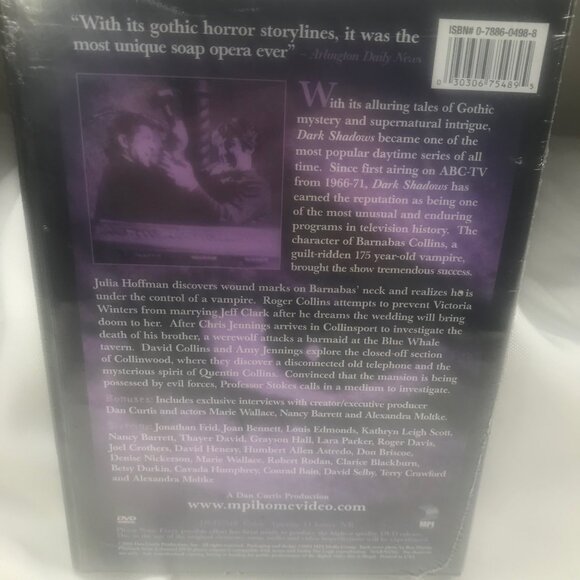 "With its gothic horror storylines, it was the
most unique soap opera ever" – Arlington Daily News
ISBN# 0-7886-0498-8
0 30306 75489 5
With its alluring tales of Gothic
mystery and supernatural intrigue,
Dark Shadows became one of the
most popular daytime series of all
time. Since first airing on ABC-TV
from 1966-71, Dark Shadows has
earned the reputation as being one
of the most unusual and enduring
programs in television history. The
character of Barnabas Collins, a
guilt-ridden 175 year-old vampire,
brought the show tremendous success.
Julia Hoffman discovers wound marks on Barnabas' neck and realizes he is
under the control of a vampire. Roger Collins attempts to prevent Victoria
Winters from marrying Jeff Clark after he dreams the wedding will bring
doom to her. After Chris Jennings arrives in Collinsport to investigate the
death of his brother, a werewolf attacks a barmaid at the Blue Whale
tavern. David Collins and Amy Jennings explore the closed-off section
of Collinwood, where they discover a disconnected old telephone and the
mysterious spirit of Quentin Collins. Convinced that the mansion is being
possessed by evil forces, Professor Stokes calls in a medium to investigate.
Bonuses: Includes exclusive interviews with creator/executive producer
Dan Curtis and actors Marie Wallace, Nancy Barrett and Alexandra Moltke.
Starring: Jonathan Frid, Joan Bennett, Louis Edmonds, Kathryn Leigh Scott,
Nancy Barrett, Thayer David, Grayson Hall, Lara Parker, Roger Davis,
Joel Crothers, David Henesy, Humbert Allen Astredo, Don Briscoe,
Denise Nickerson, Marie Wallace, Robert Rodan, Clarice Blackburn,
Betsy Durkin, Cavada Humphrey, Conrad Bain, David Selby, Terry Crawford
and Alexandra Moltke
A Dan Curtis Production
www.mpihomevideo.com
DVD
MPI